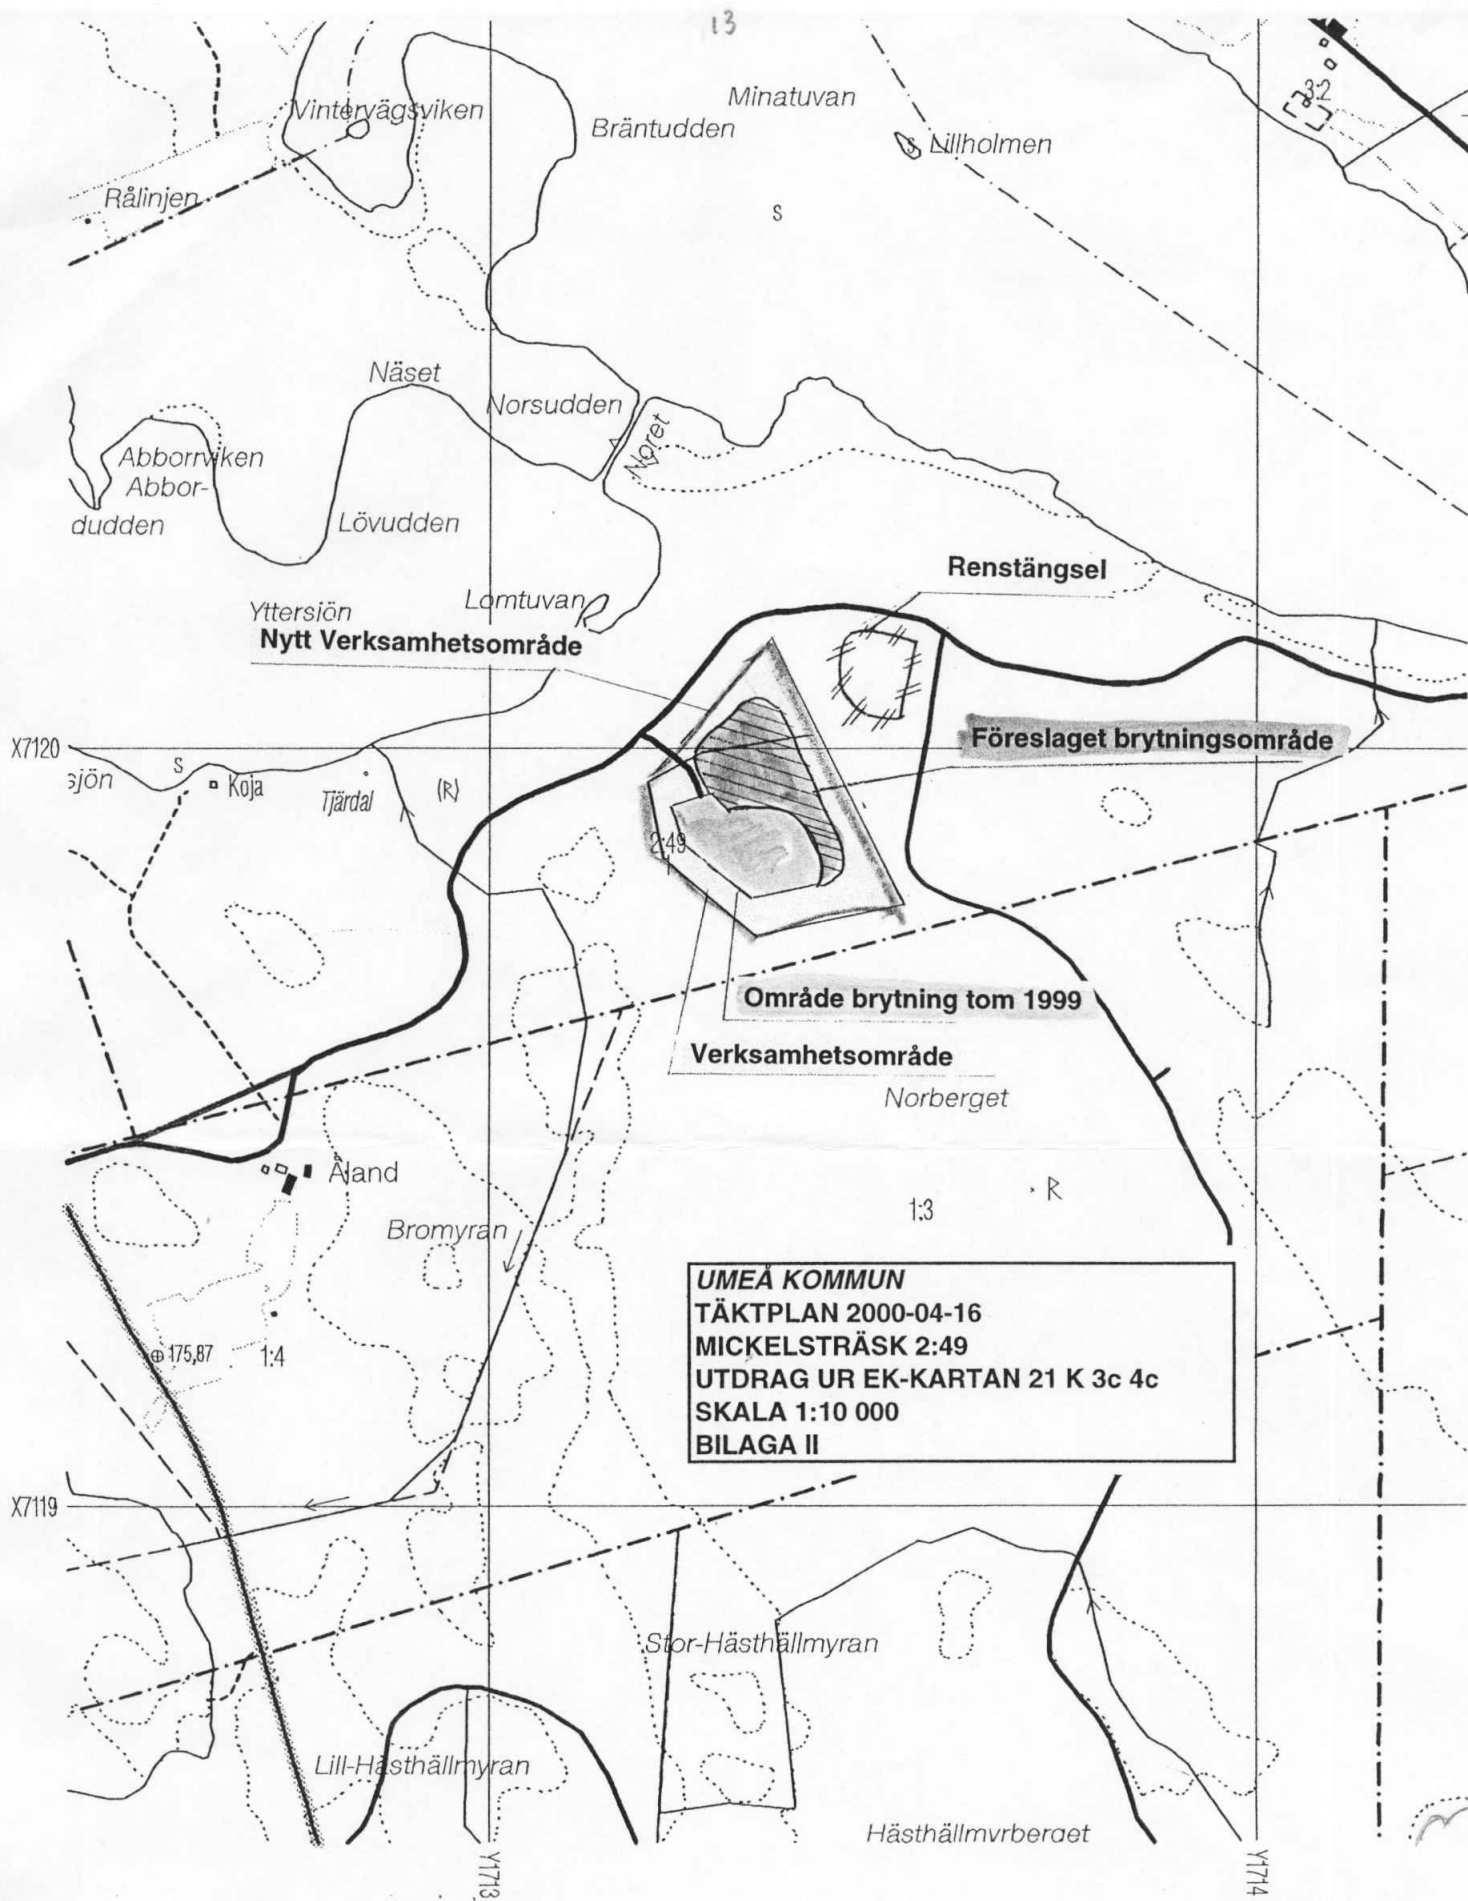 13
Minatuvan
3:2
Vintervägsviken
Bräntudden
Lillholmen
Rålinjen
S
S
Näset
Norsudden
Noret
Abborrviken
Abbor-
dudden
Lövudden
Renstängsel
Lomtuvan
Yttersjön
Nytt Verksamhetsområde
Föreslaget brytningsområde
X7120
S
sjön
Koja
Tjärdal
(R)
2:49
Område brytning tom 1999
Verksamhetsområde
Norberget
Åland
R
1:3
Bromyran
UMEÅ KOMMUN
TÄKTPLAN 2000-04-16
MICKELSTRÄSK 2:49
UTDRAG UR EK-KARTAN 21 K 3c 4c
SKALA 1:10 000
BILAGA II
175,87
1:4
X7119
Stor-Hästhällmyran
Lill-Hästhällmyran
Hästhällmyrberget
Y1713
Y1714